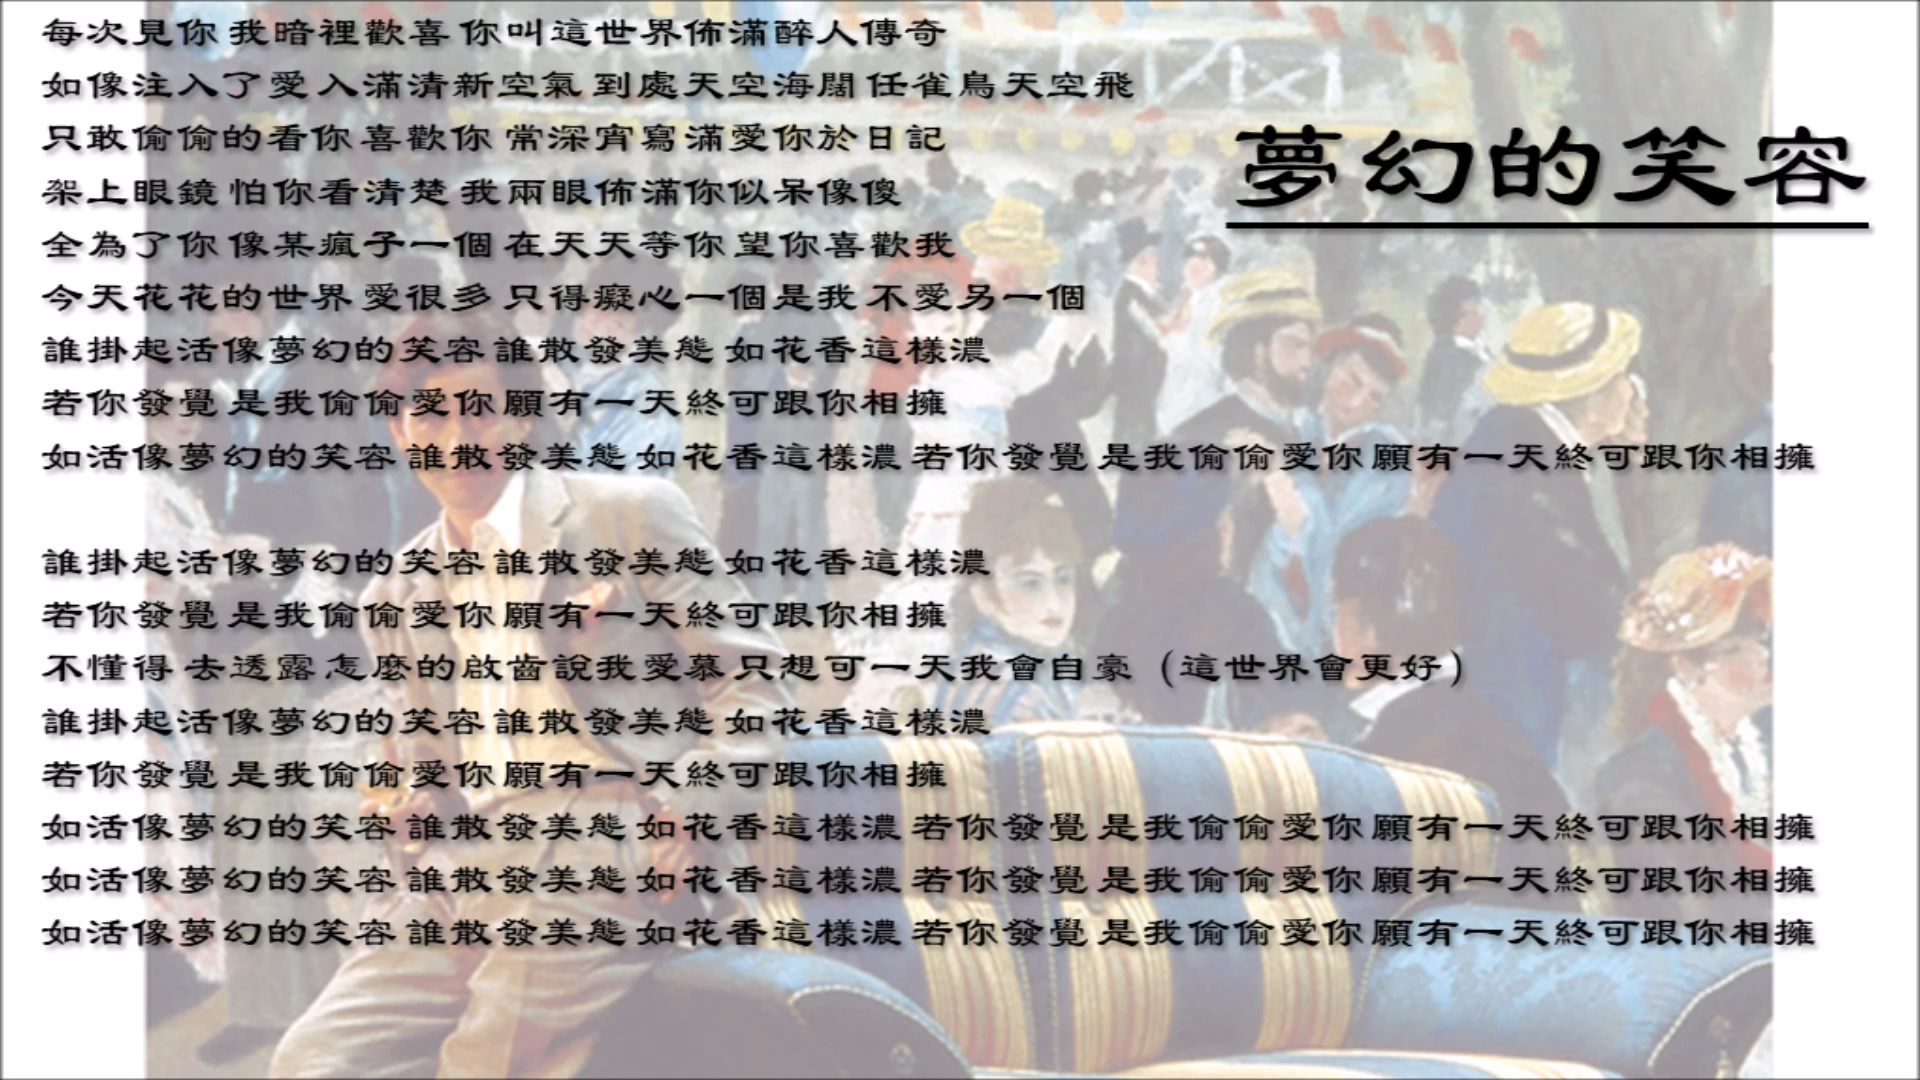 每次見你 我暗裡歡喜 你叫這世界佈滿醉人傳奇
如像注入了愛 入滿清新空氣 到處天空海闊 任雀鳥天空飛
夢幻的笑容
只敢偷偷的看你 喜歡你 常深宵寫滿愛你於日記
架上眼鏡 怕你看清楚 我兩眼佈滿你似呆像傻
全為了你 像某瘋子一個 在天天等你 望你喜歡我
今天花花的世界 愛很多 只得癡心一個是我 不愛另一個
誰掛起活像夢幻的笑容 誰散發美態 如花香這樣濃
若你發覺 是我偷偷愛你 願有一天終可跟你相擁
如活像夢幻的笑容 誰散發美態 如花香這樣濃 若你發覺 是我偷偷愛你 願有一天終可跟你相擁
誰掛起活像夢幻的笑容 誰散發美態 如花香這樣濃
若你發覺 是我偷偷愛你 願有一天終可跟你相擁
不懂得 去透露 怎麼的啟齒說我愛慕 只想可一天我會自豪 (這世界會更好)
誰掛起活像夢幻的笑容 誰散發美態 如花香這樣濃
若你發覺 是我偷偷愛你 願有一天終可跟你相擁
如活像夢幻的笑容 誰散發美態 如花香這樣濃 若你發覺 是我偷偷愛你 願有一天終可跟你相擁
如活像夢幻的笑容 誰散發美態 如花香這樣濃 若你發覺 是我偷偷愛你 願有一天終可跟你相擁
如活像夢幻的笑容 誰散發美態 如花香這樣濃 若你發覺 是我偷偷愛你 願有一天終可跟你相擁